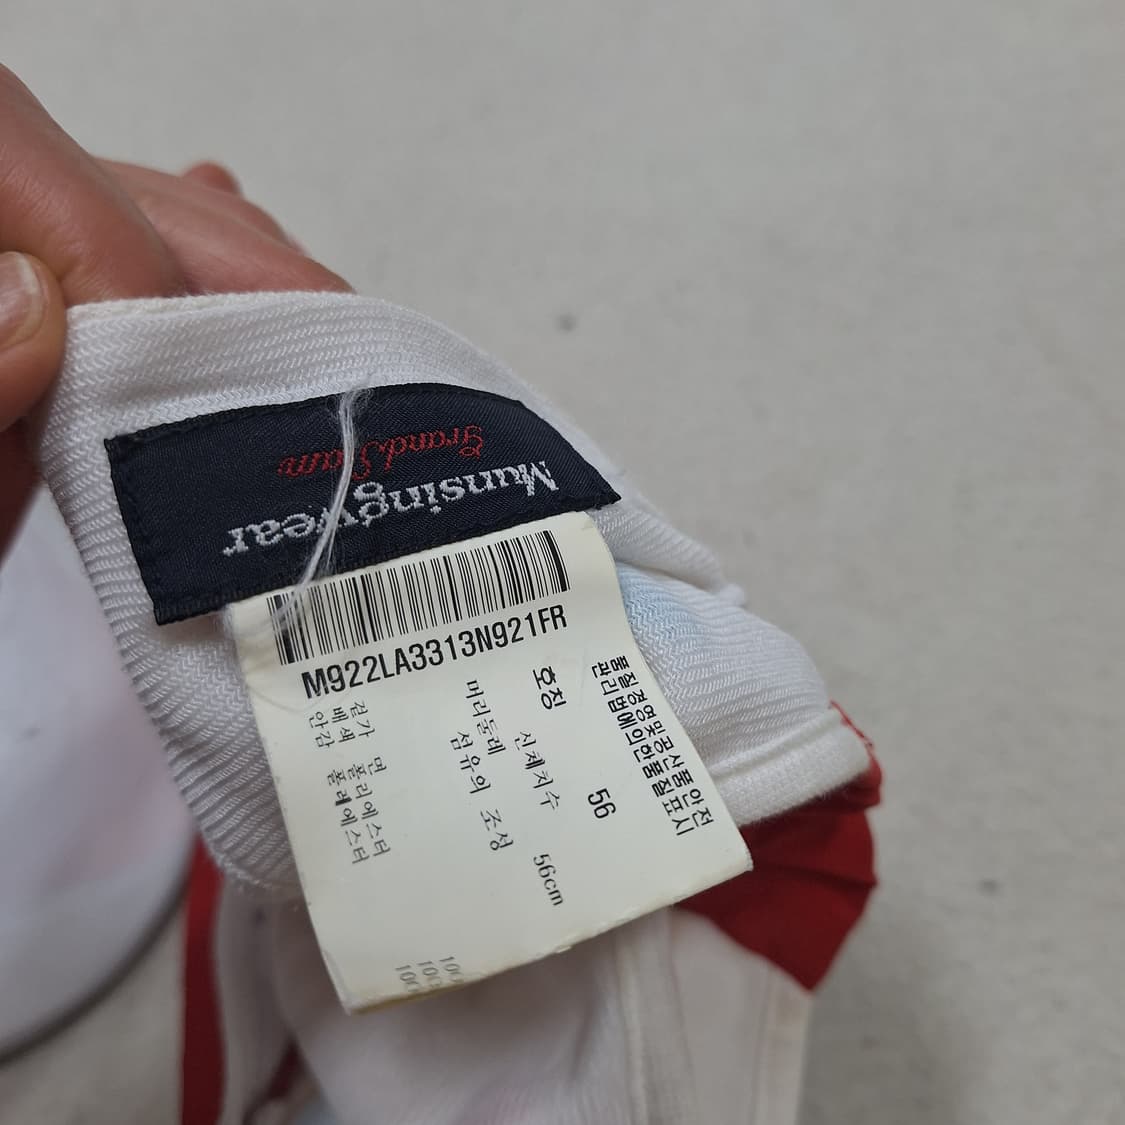 Munsingwear
Grand Slam
M922LA3313N921FR
품질경영및공산품안전
관리법에의한품질표시
호칭 56
신체치수
머리둘레 56cm
섬유의 조성
겉감 면 100
배색 폴리에스터 100
안감 폴리에스터 100